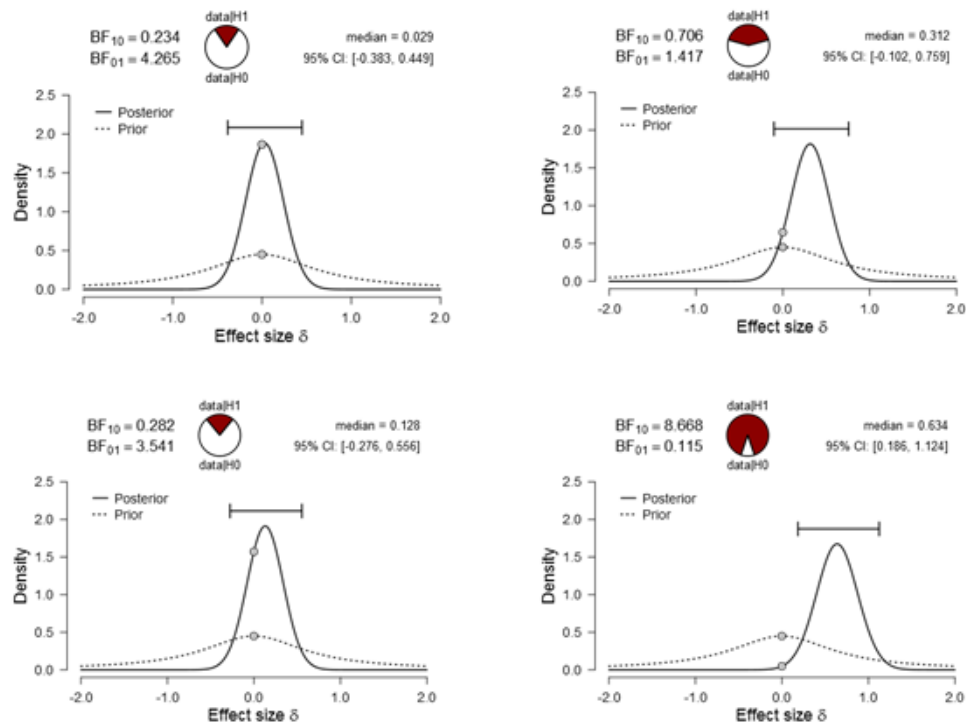 data|H1
BF10 = 0.234
BF01 = 4.265
median = 0.029
95% CI: [-0.383, 0.449]
data|H0
2.5
2.0
1.5
1.0
0.5
0.0
Density
Posterior
Prior
-2.0 -1.0 0.0 1.0 2.0
Effect size δ
data|H1
BF10 = 0.706
BF01 = 1.417
median = 0.312
95% CI: [-0.102, 0.759]
data|H0
2.5
2.0
1.5
1.0
0.5
0.0
Density
Posterior
Prior
-2.0 -1.0 0.0 1.0 2.0
Effect size δ
data|H1
BF10 = 0.282
BF01 = 3.541
median = 0.128
95% CI: [-0.276, 0.556]
data|H0
2.5
2.0
1.5
1.0
0.5
0.0
Density
Posterior
Prior
-2.0 -1.0 0.0 1.0 2.0
Effect size δ
data|H1
BF10 = 8.668
BF01 = 0.115
median = 0.634
95% CI: [0.186, 1.124]
data|H0
2.5
2.0
1.5
1.0
0.5
0.0
Density
Posterior
Prior
-2.0 -1.0 0.0 1.0 2.0
Effect size δ